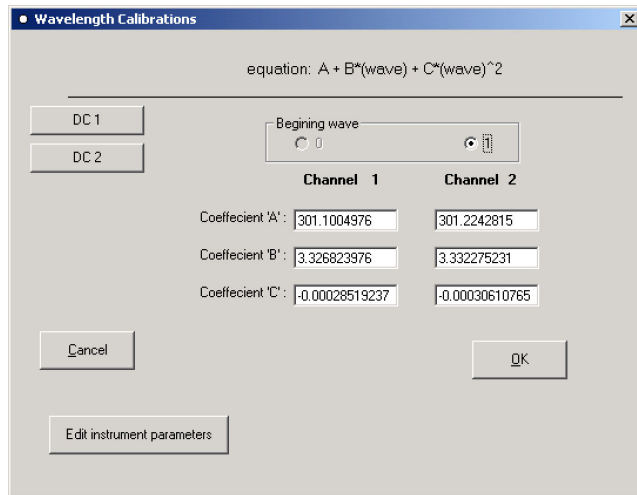 Wavelength Calibrations
equation: A + B*(wave) + C*(wave)^2
DC 1
DC 2
Begining wave
0
1
Channel 1
Channel 2
Coeffecient 'A' : 301.1004976 301.2242815
Coeffecient 'B' : 3.326823976 3.332275231
Coeffecient 'C' : -0.00028519237 -0.00030610765
Cancel
OK
Edit instrument parameters